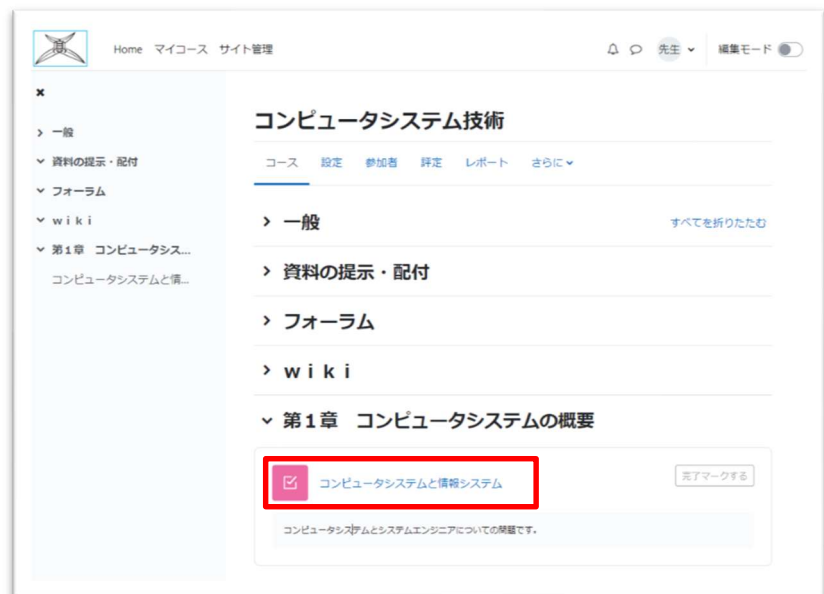 高
Home マイコース サイト管理
先生
編集モード
一般
資料の提示・配付
フォーラム
ｗｉｋｉ
第１章　コンピュータシス...
コンピュータシステムと情...
コンピュータシステム技術
コース 設定 参加者 評定 レポート さらに
一般
すべてを折りたたむ
資料の提示・配付
フォーラム
ｗｉｋｉ
第１章　コンピュータシステムの概要
コンピュータシステムと情報システム
完了マークする
コンピュータシステムとシステムエンジニアについての問題です。